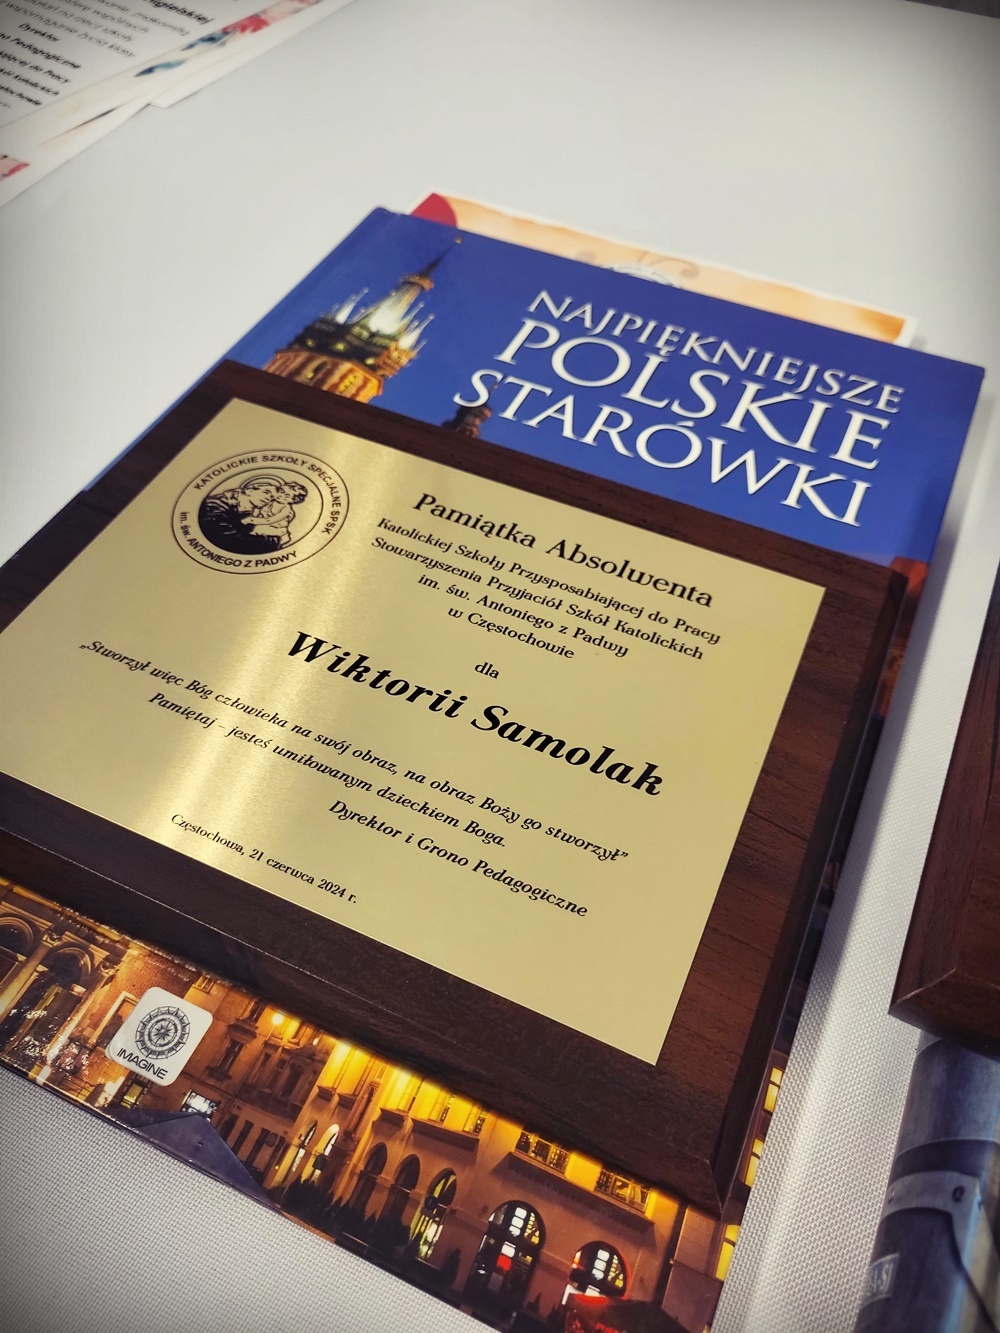 angielskiej
Dyrektor
NAJPIĘKNIEJSZE
POLSKIE
STARÓWKI
KATOLICKIE SZKOŁY SPECJALNE SPSK
im. św. ANTONIEGO Z PADWY
Pamiątka Absolwenta
Katolickiej Szkoły Przysposabiającej do Pracy
Stowarzyszenia Przyjaciół Szkół Katolickich
im. św. Antoniego z Padwy
w Częstochowie
dla
Wiktorii Samolak
„Stworzył więc Bóg człowieka na swój obraz, na obraz Boży go stworzył”
Pamiętaj – jesteś umiłowanym dzieckiem Boga.
Dyrektor i Grono Pedagogiczne
Częstochowa, 21 czerwca 2024 r.
IMAGINE